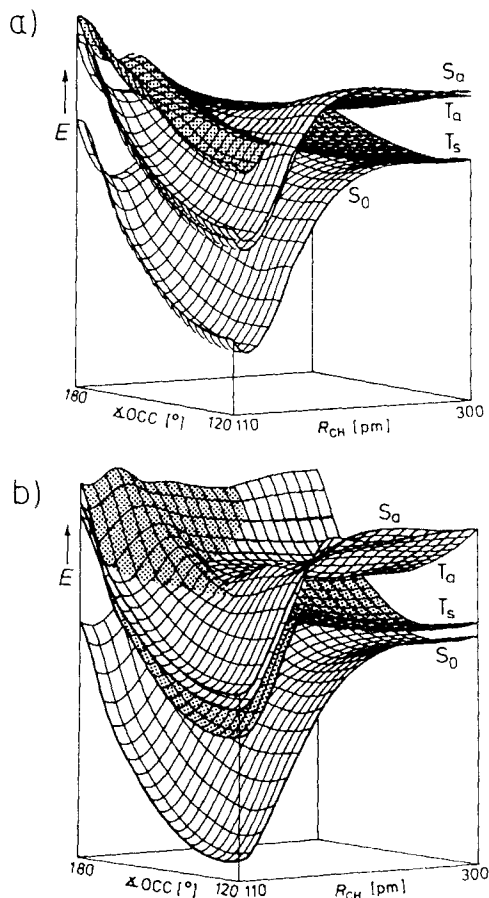 a)
E
S_a
T_a
T_s
S_0
180
∡OCC [°]
120 110
R_CH [pm]
300
b)
E
S_a
T_a
T_s
S_0
180
∡OCC [°]
120 110
R_CH [pm]
300